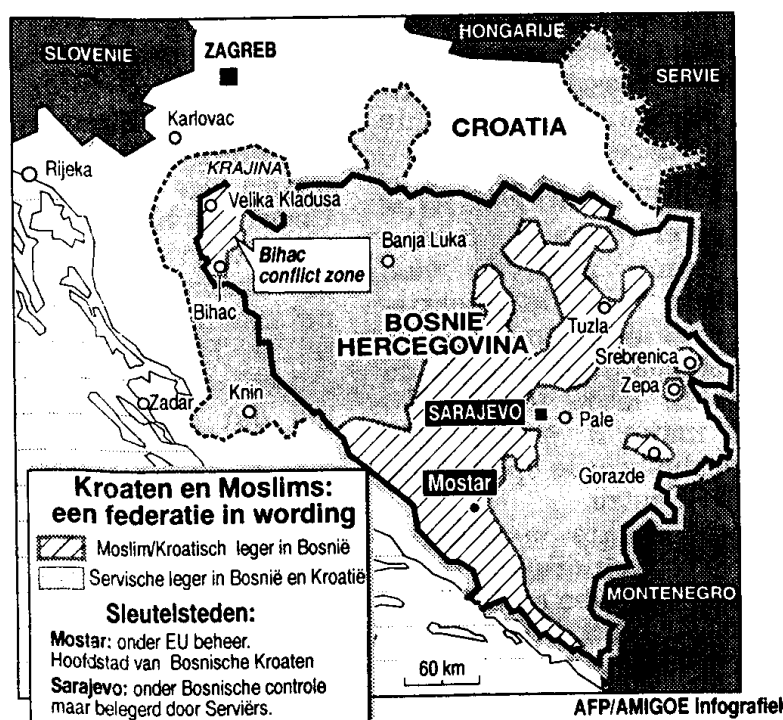 SLOVENIE
ZAGREB
HONGARIJE
SERVIE
Karlovac
CROATIA
Rijeka
KRAJINA
Velika Kladusa
Bihac
conflict zone
Banja Luka
Bihac
BOSNIE
HERCEGOVINA
Tuzla
Srebrenica
Zepa
Zadar
Knin
SARAJEVO
Pale
Gorazde
Mostar
MONTENEGRO
Kroaten en Moslims:
een federatie in wording
Moslim/Kroatisch leger in Bosnië
Servische leger in Bosnië en Kroatië
Sleutelsteden:
Mostar: onder EU beheer.
Hoofdstad van Bosnische Kroaten
Sarajevo: onder Bosnische controle
maar belegerd door Serviërs.
60 km
AFP/AMIGOE Infografiel